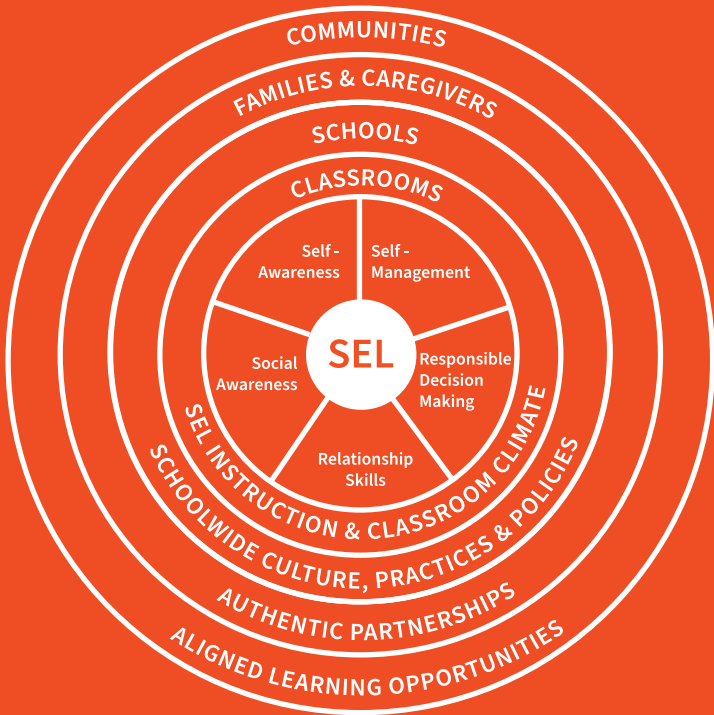 COMMUNITIES
FAMILIES & CAREGIVERS
SCHOOLS
CLASSROOMS
Self-
Awareness
Self-
Management
SEL
Social
Awareness
Responsible
Decision
Making
Relationship
Skills
SEL INSTRUCTION & CLASSROOM CLIMATE
SCHOOLWIDE CULTURE, PRACTICES & POLICIES
AUTHENTIC PARTNERSHIPS
ALIGNED LEARNING OPPORTUNITIES